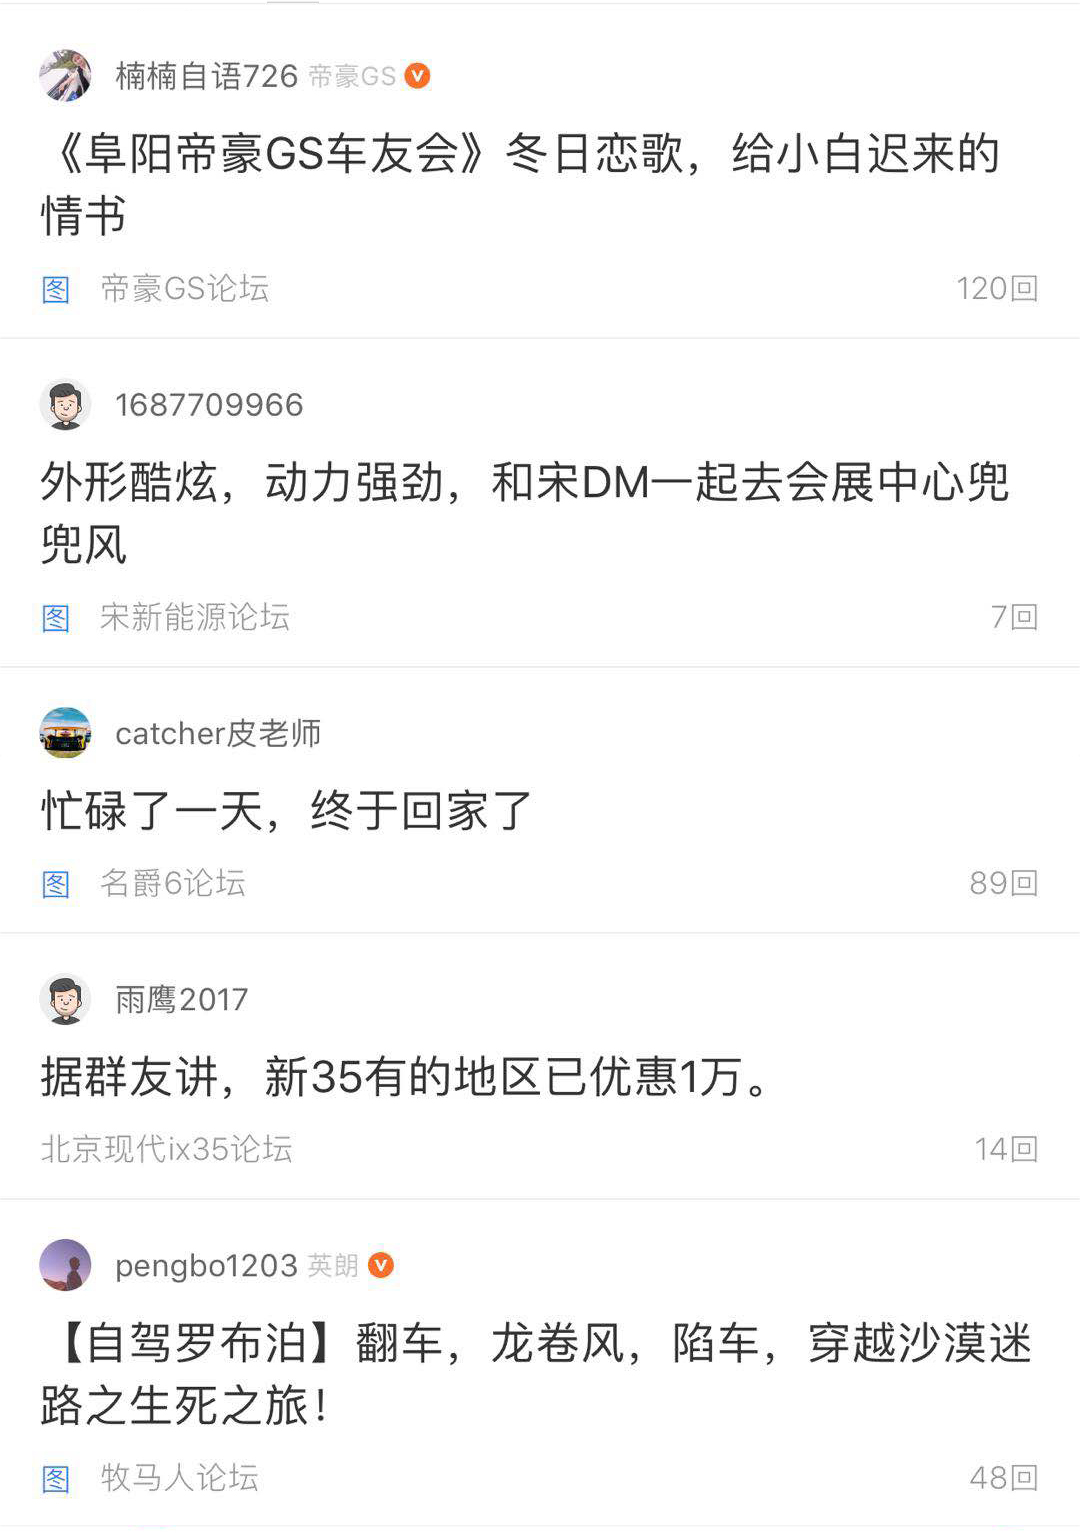 楠楠自语726 帝豪GS V
《阜阳帝豪GS车友会》冬日恋歌，给小白迟来的
情书
图 帝豪GS论坛 120回
1687709966
外形酷炫，动力强劲，和宋DM一起去会展中心兜
兜风
图 宋新能源论坛 7回
catcher皮老师
忙碌了一天，终于回家了
图 名爵6论坛 89回
雨鹰2017
据群友讲，新35有的地区已优惠1万。
北京现代ix35论坛 14回
pengbo1203 英朗 V
【自驾罗布泊】翻车，龙卷风，陷车，穿越沙漠迷
路之生死之旅！
图 牧马人论坛 48回